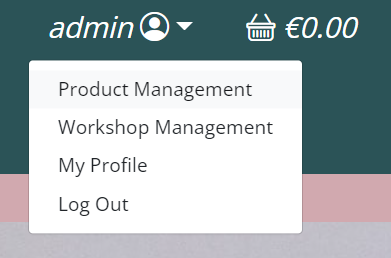 admin €0.00
Product Management
Workshop Management
My Profile
Log Out